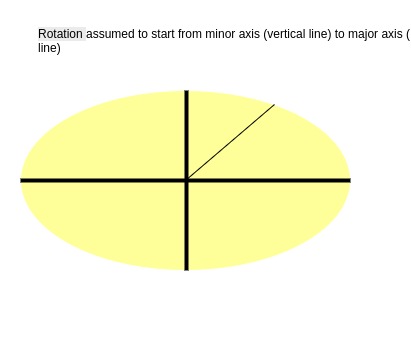 Rotation assumed to start from minor axis (vertical line) to major axis (
line)